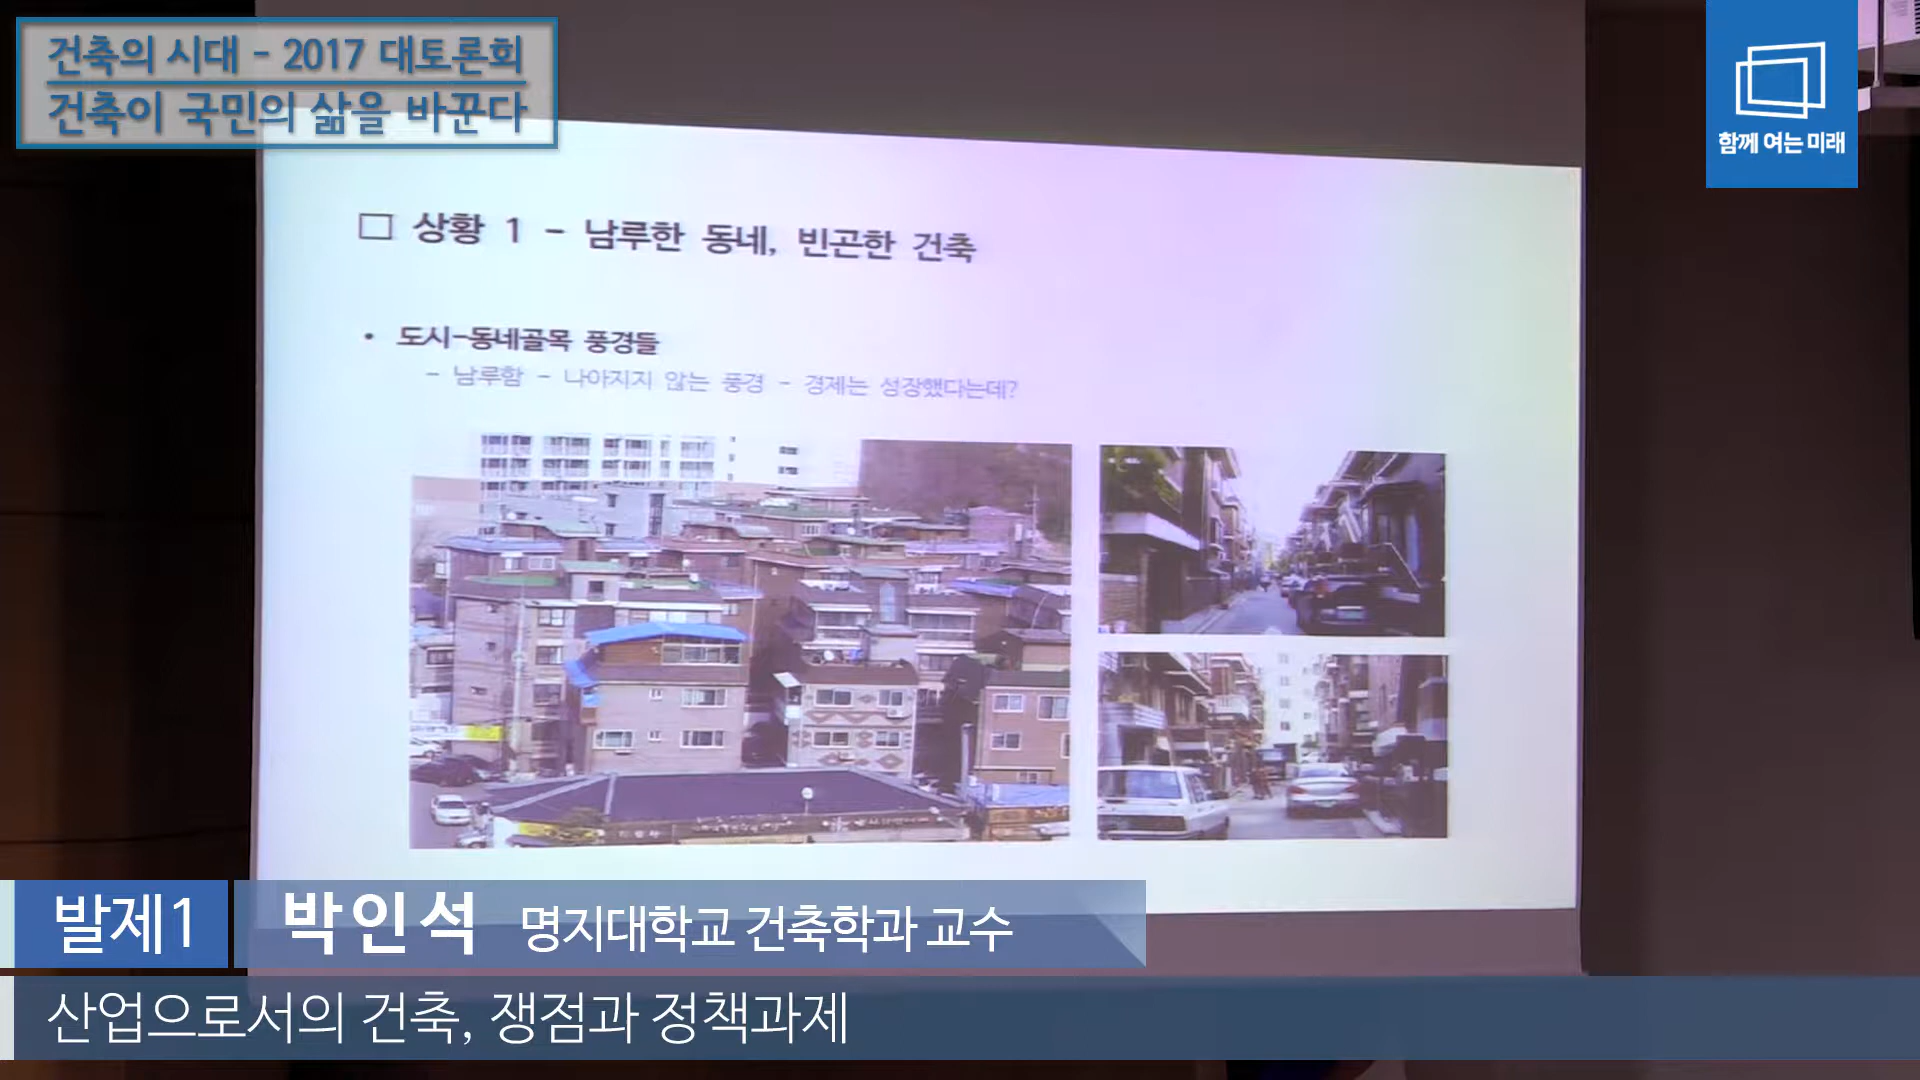 건축의 시대 - 2017 대토론회
건축이 국민의 삶을 바꾼다
함께 여는 미래
□ 상황 1 - 남루한 동네, 빈곤한 건축
• 도시-동네골목 풍경들
- 남루함 - 나아지지 않는 풍경 - 경제는 성장했다는데?
발제1 박인석 명지대학교 건축학과 교수
산업으로서의 건축, 쟁점과 정책과제